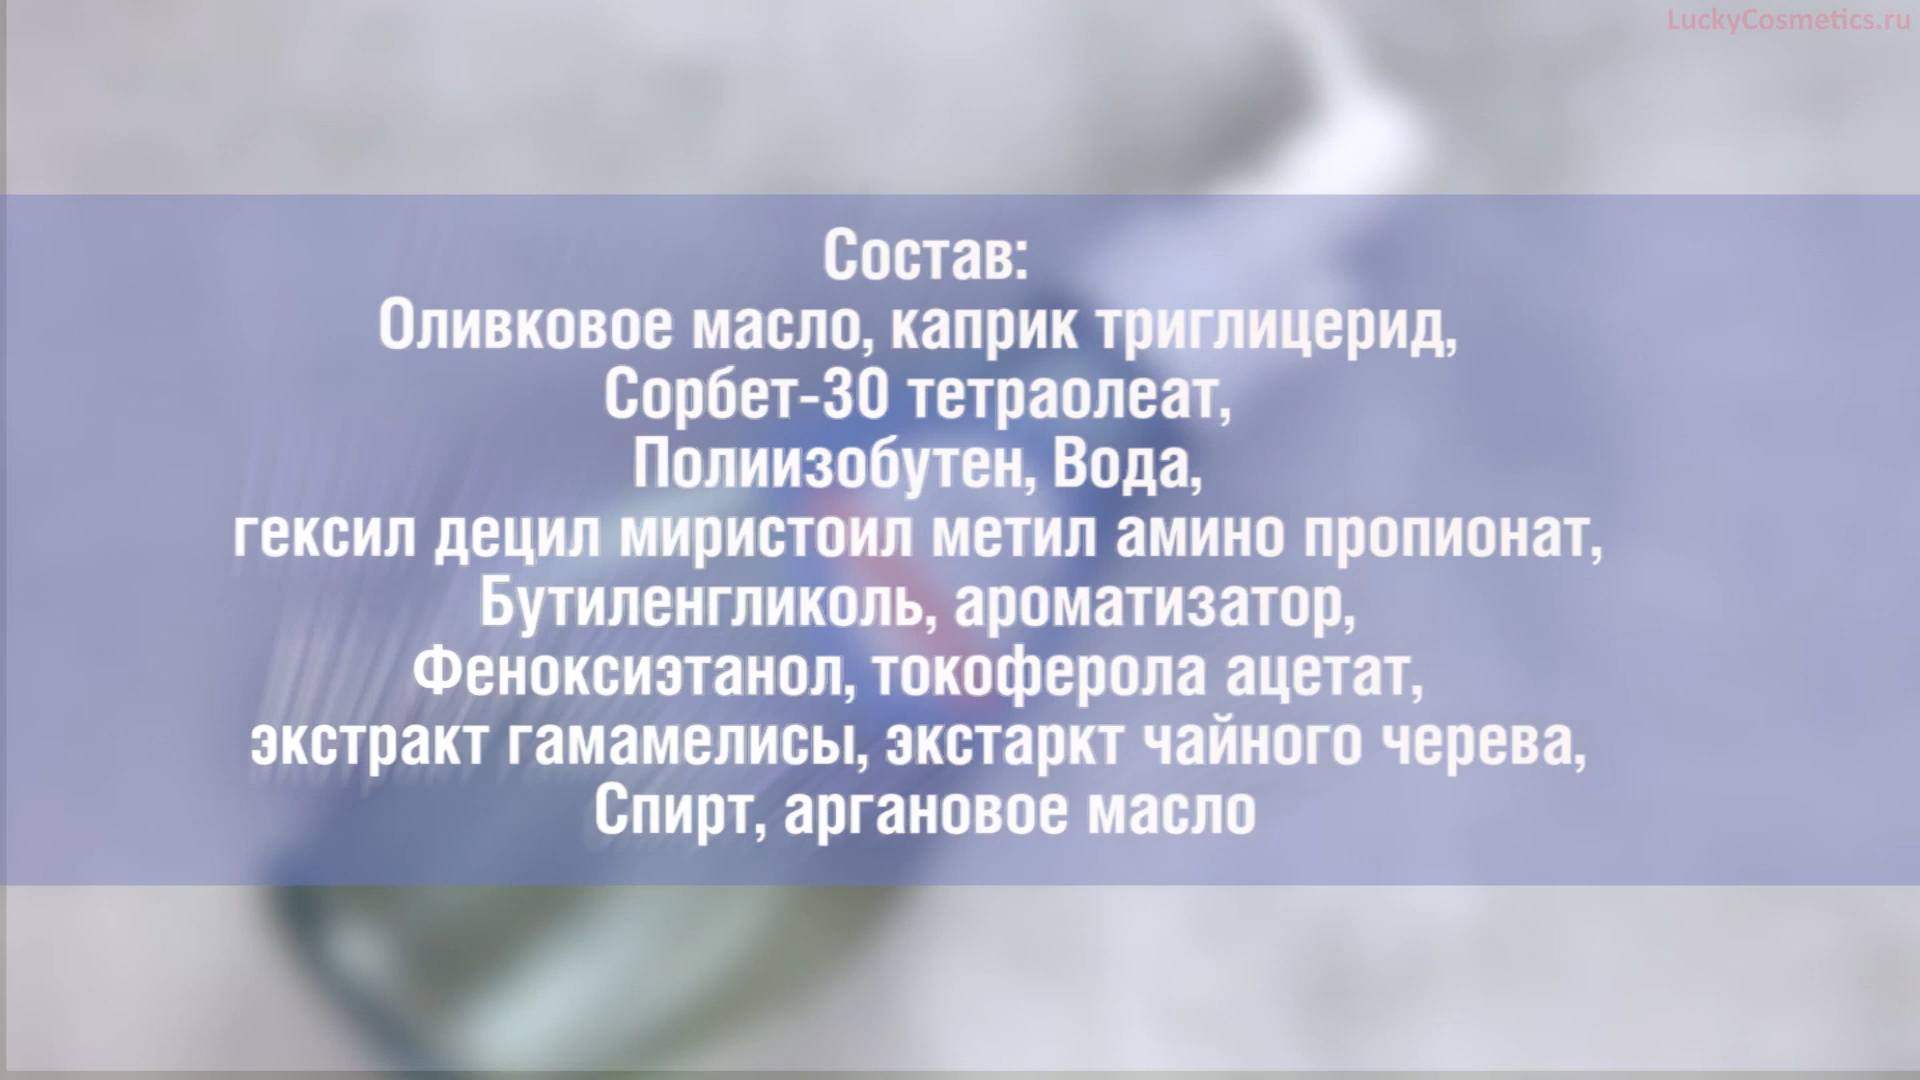 LuckyCosmetics.ru
Состав:
Оливковое масло, каприк триглицерид,
Сорбет-30 тетраолеат,
Полиизобутен, Вода,
гексил децил миристоил метил амино пропионат,
Бутиленгликоль, ароматизатор,
Феноксиэтанол, токоферола ацетат,
экстракт гамамелисы, экстаркт чайного черева,
Спирт, аргановое масло